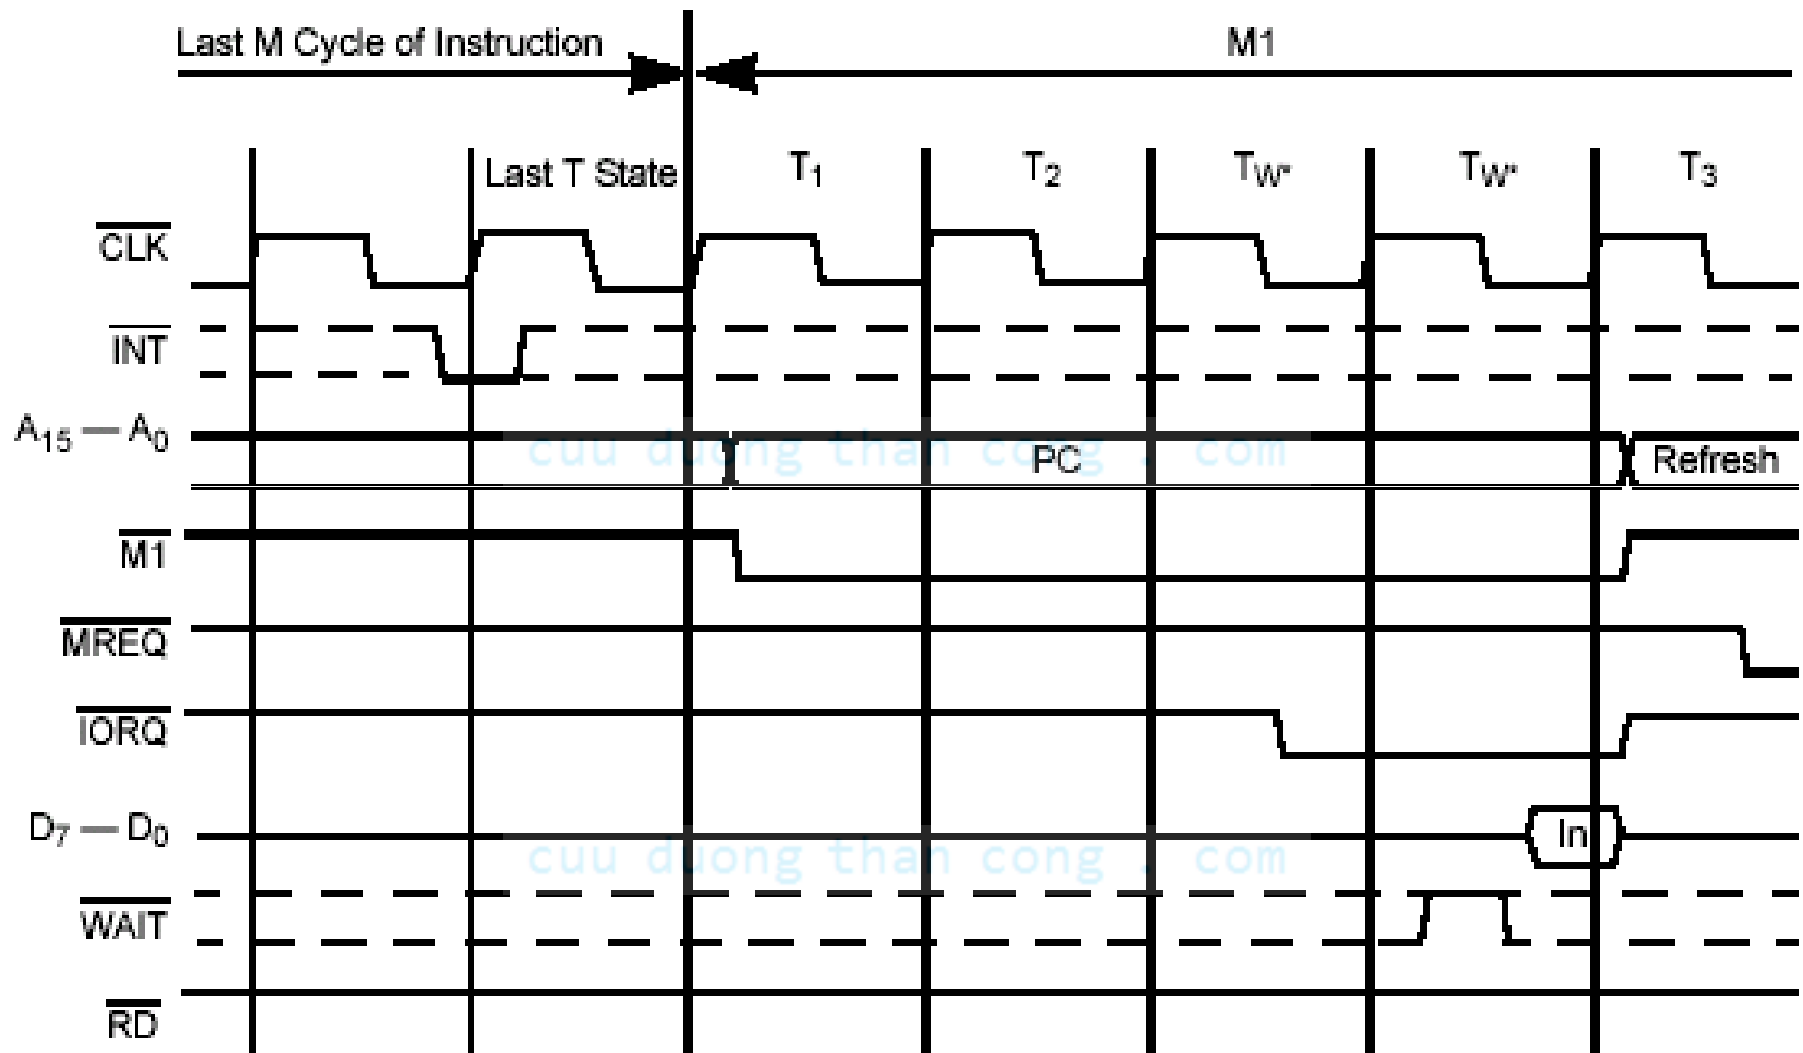 Last M Cycle of Instruction M1
Last T State T1 T2 TW* TW* T3
CLK
INT
A15 — A0 PC Refresh
cuu duong than cong . com
M1
MREQ
IORQ
D7 — D0 In
cuu duong than cong . com
WAIT
RD